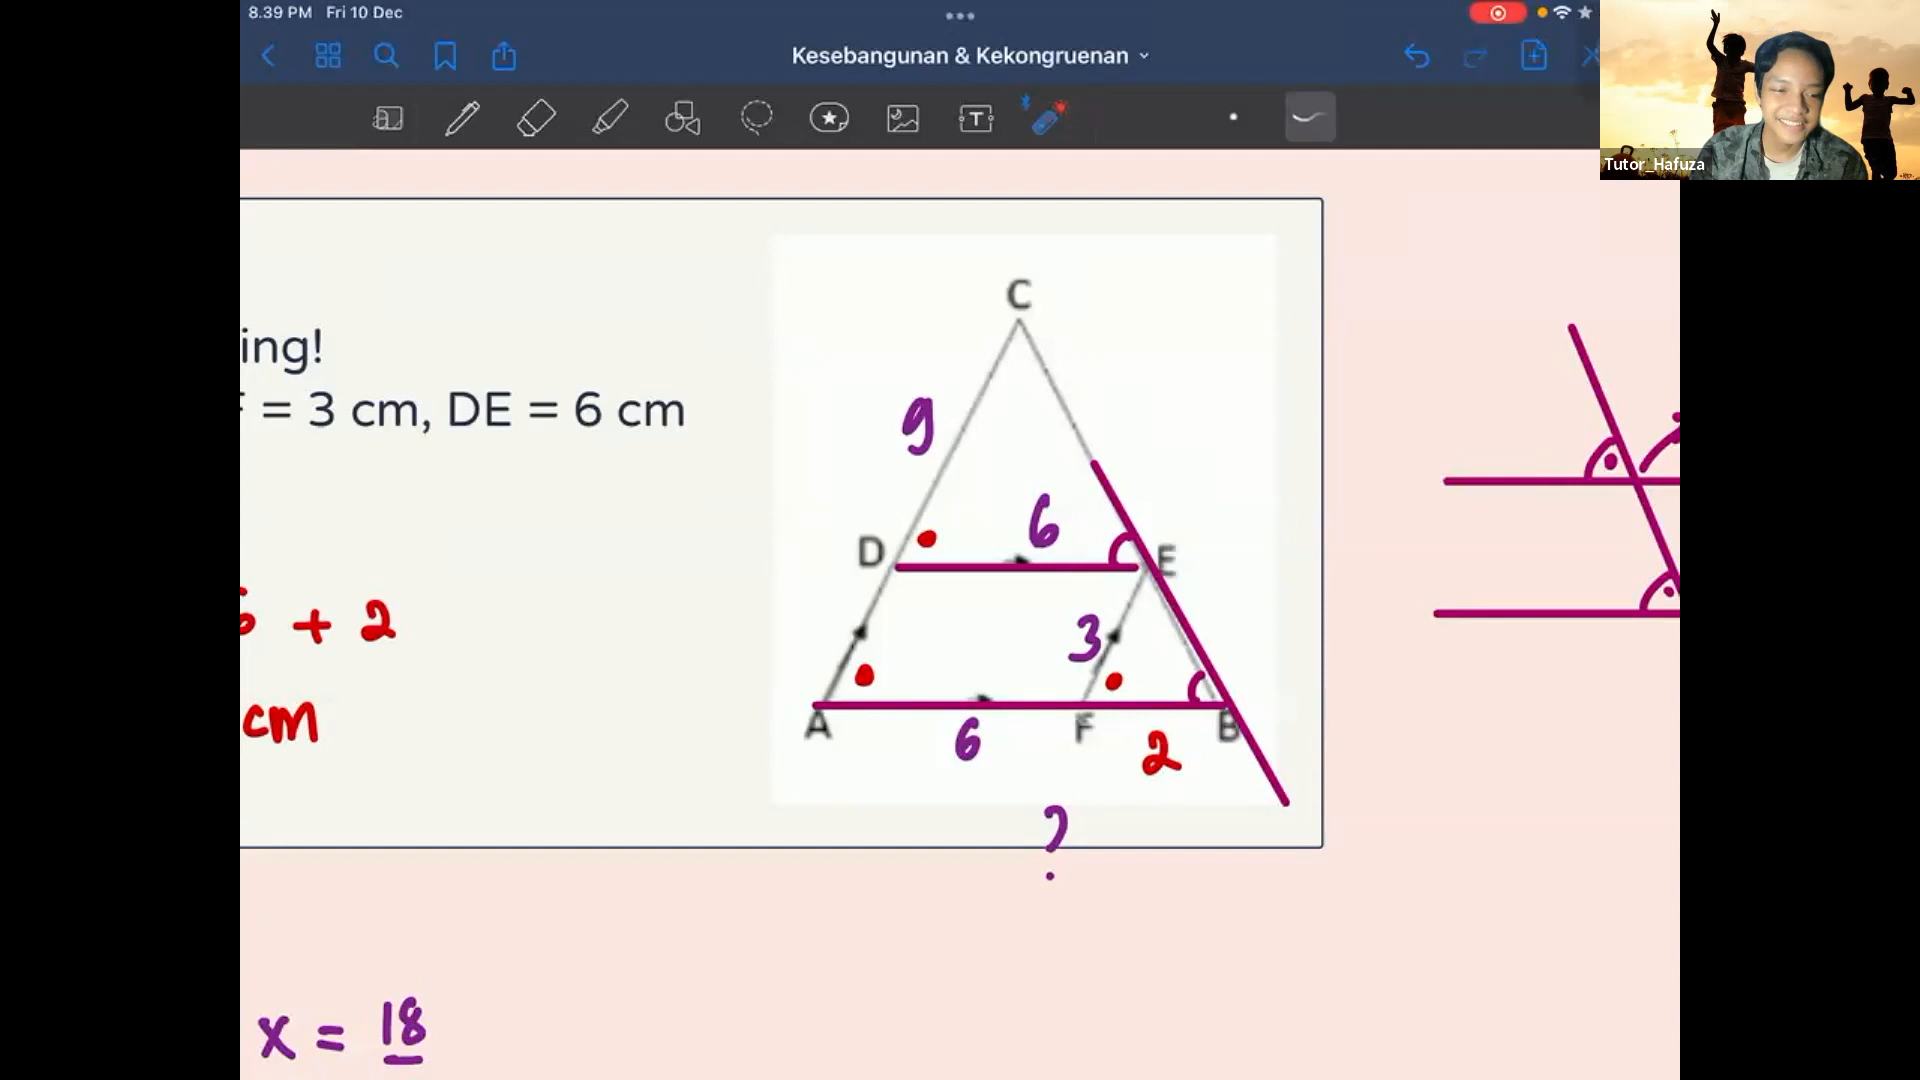 8.39 PM Fri 10 Dec
Kesebangunan & Kekongruenan
T
Tutor_Hafuza
ing!
= 3 cm, DE = 6 cm
+ 2
cm
C
9
D
6
E
3
A
F
B
6
2
?
x = 18